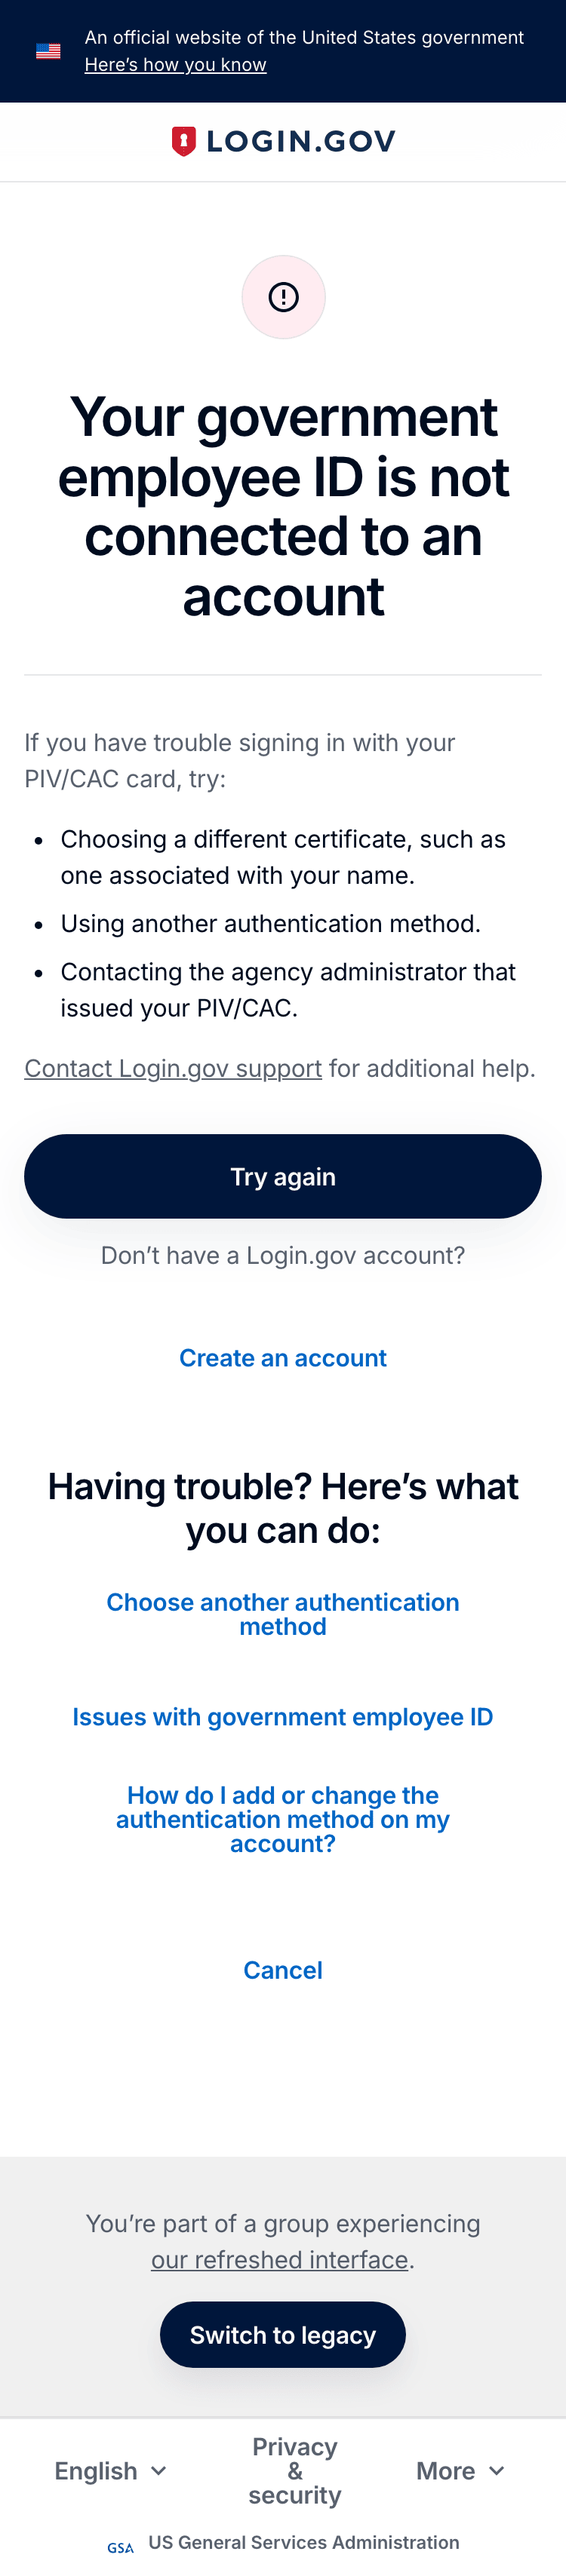 An official website of the United States government
Here’s how you know
LOGIN.GOV
Your government
employee ID is not
connected to an
account
If you have trouble signing in with your
PIV/CAC card, try:
• Choosing a different certificate, such as
one associated with your name.
• Using another authentication method.
• Contacting the agency administrator that
issued your PIV/CAC.
Contact Login.gov support for additional help.
Try again
Don’t have a Login.gov account?
Create an account
Having trouble? Here’s what
you can do:
Choose another authentication
method
Issues with government employee ID
How do I add or change the
authentication method on my
account?
Cancel
You’re part of a group experiencing
our refreshed interface.
Switch to legacy
English
Privacy
&
security
More
GSA US General Services Administration